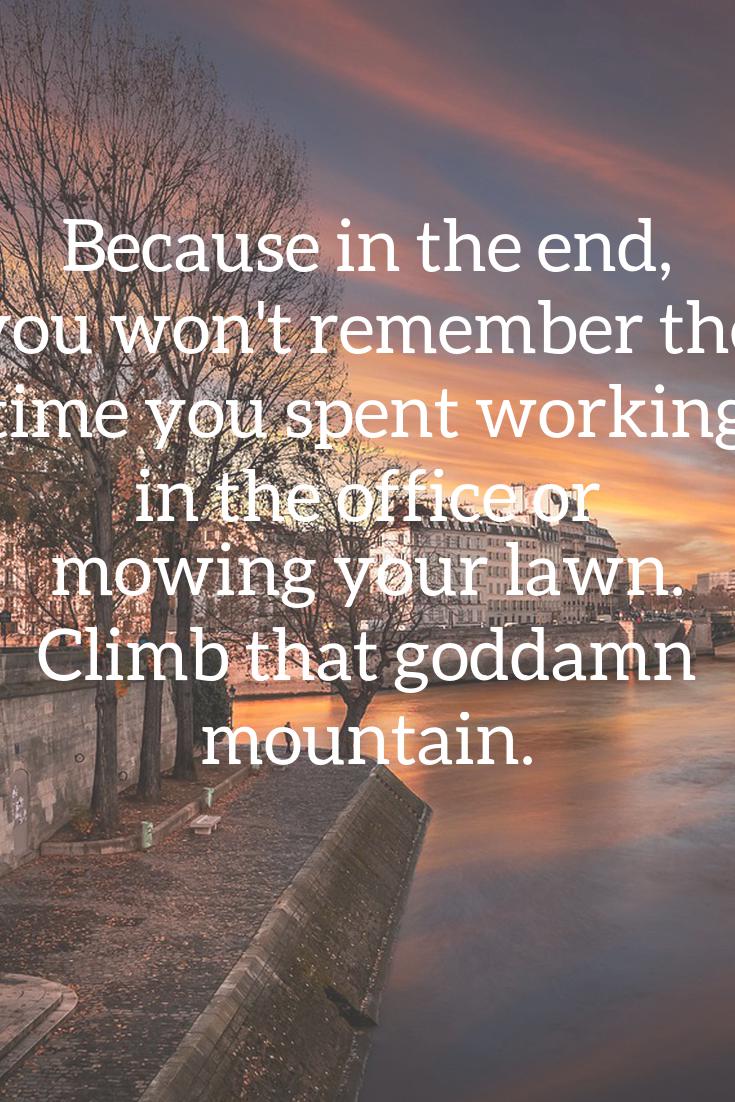 Because in the end,
you won't remember the
time you spent working
in the office or
mowing your lawn.
Climb that goddamn
mountain.